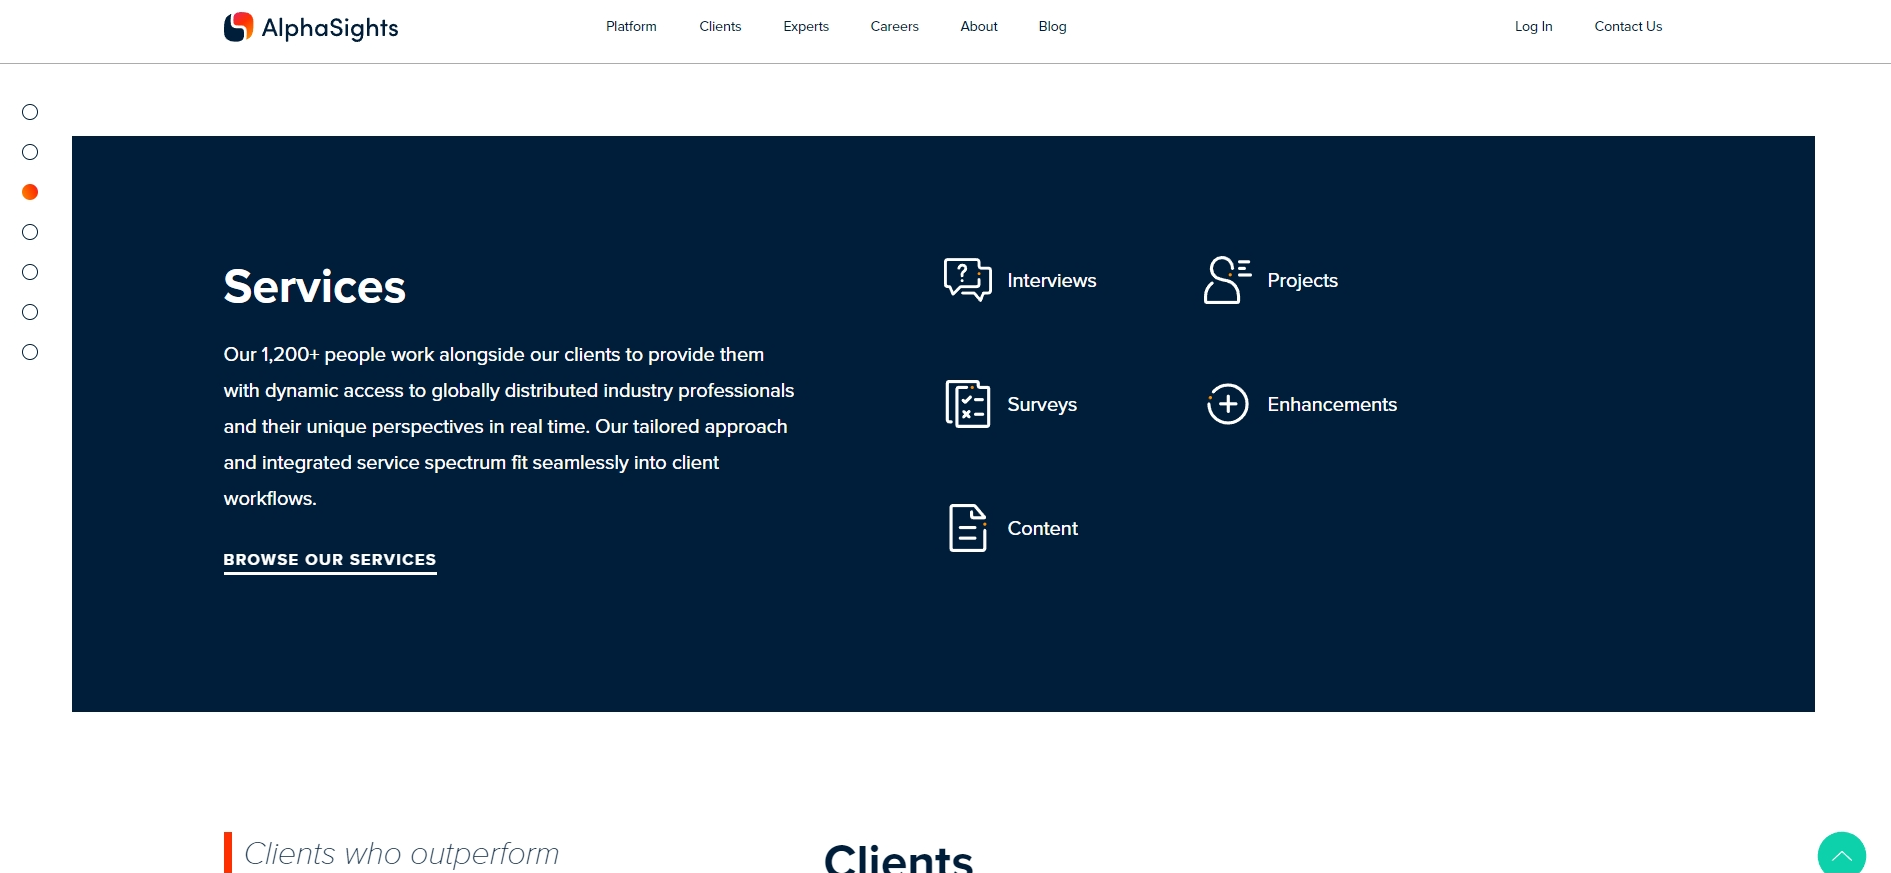 AlphaSights
Platform Clients Experts Careers About Blog
Log In Contact Us
Services
Our 1,200+ people work alongside our clients to provide them
with dynamic access to globally distributed industry professionals
and their unique perspectives in real time. Our tailored approach
and integrated service spectrum fit seamlessly into client
workflows.
BROWSE OUR SERVICES
Interviews
Projects
Surveys
Enhancements
Content
Clients who outperform
Clients